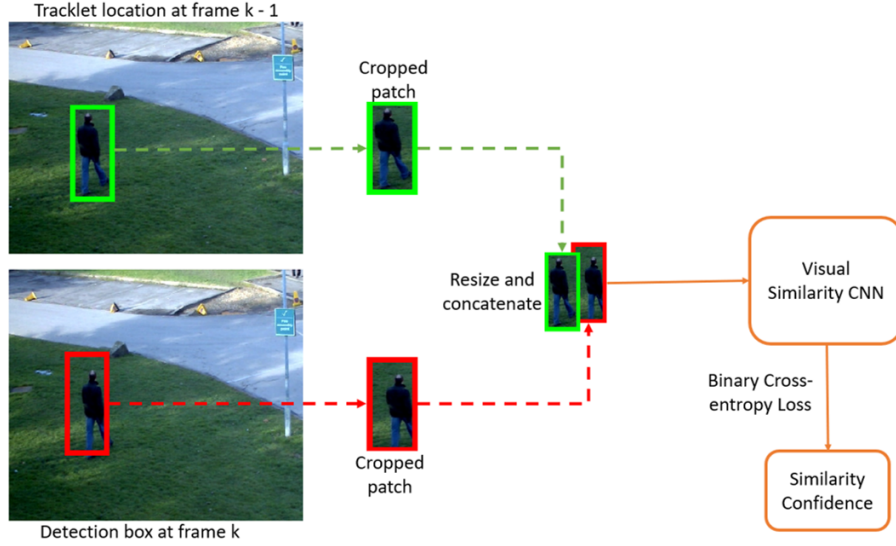 Tracklet location at frame k - 1
Cropped
patch
Resize and
concatenate
Visual
Similarity CNN
Binary Cross-
entropy Loss
Similarity
Confidence
Cropped
patch
Detection box at frame k